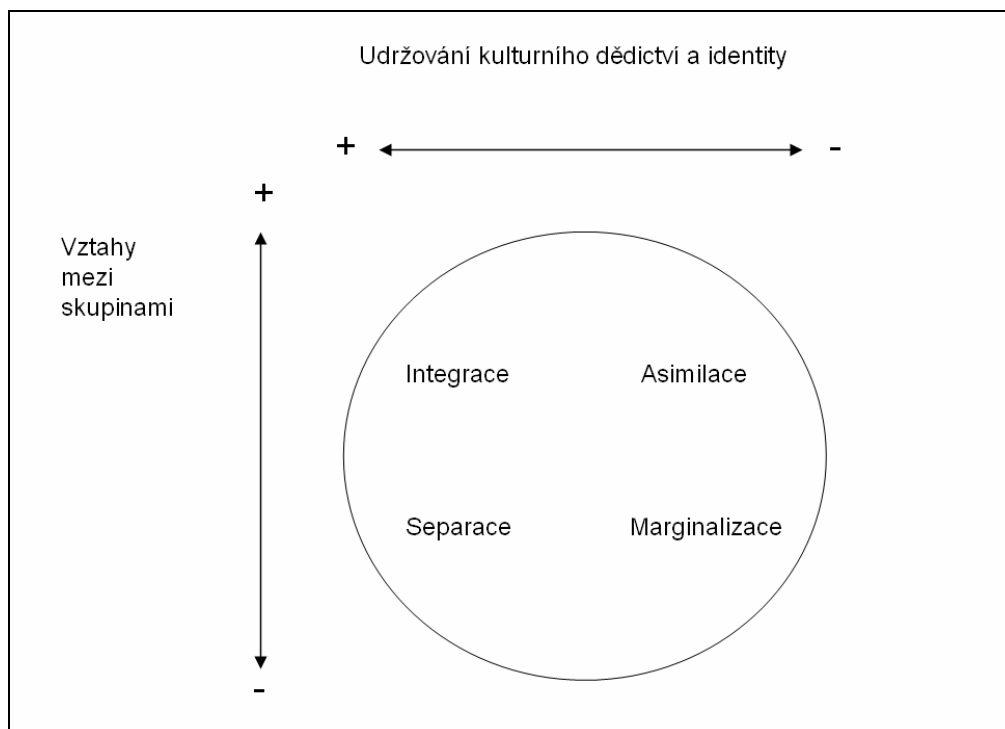 Udržování kulturního dědictví a identity
+ -
+
Vztahy
mezi
skupinami
Integrace Asimilace
Separace Marginalizace
-